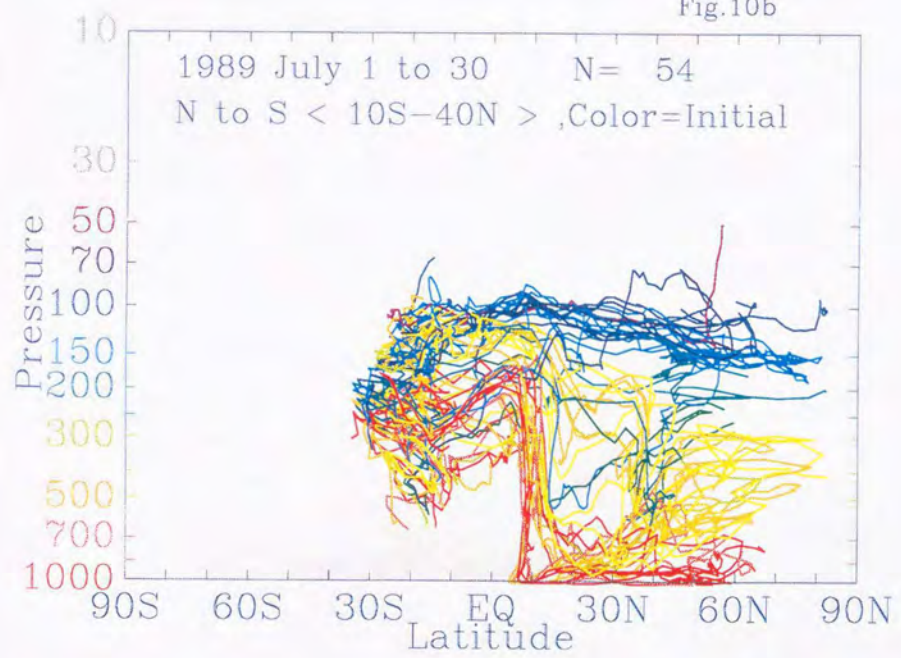 Fig.10b
10
1989 July 1 to 30 N= 54
N to S < 10S-40N > ,Color=Initial
30
50
70
100
150
200
300
500
700
1000
Pressure
90S 60S 30S EQ 30N 60N 90N
Latitude